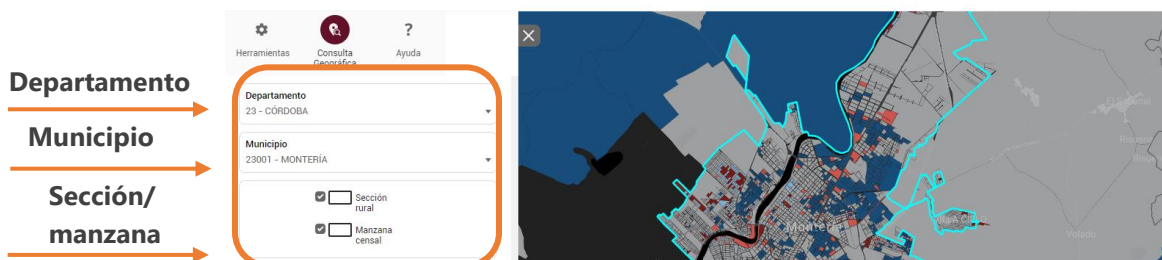 Herramientas
Consulta
Geográfica
Ayuda
Departamento
Departamento
23 - CÓRDOBA
Municipio
Municipio
23001 - MONTERÍA
Sección/
manzana
Sección
rural
Manzana
censal
Montería
Volado